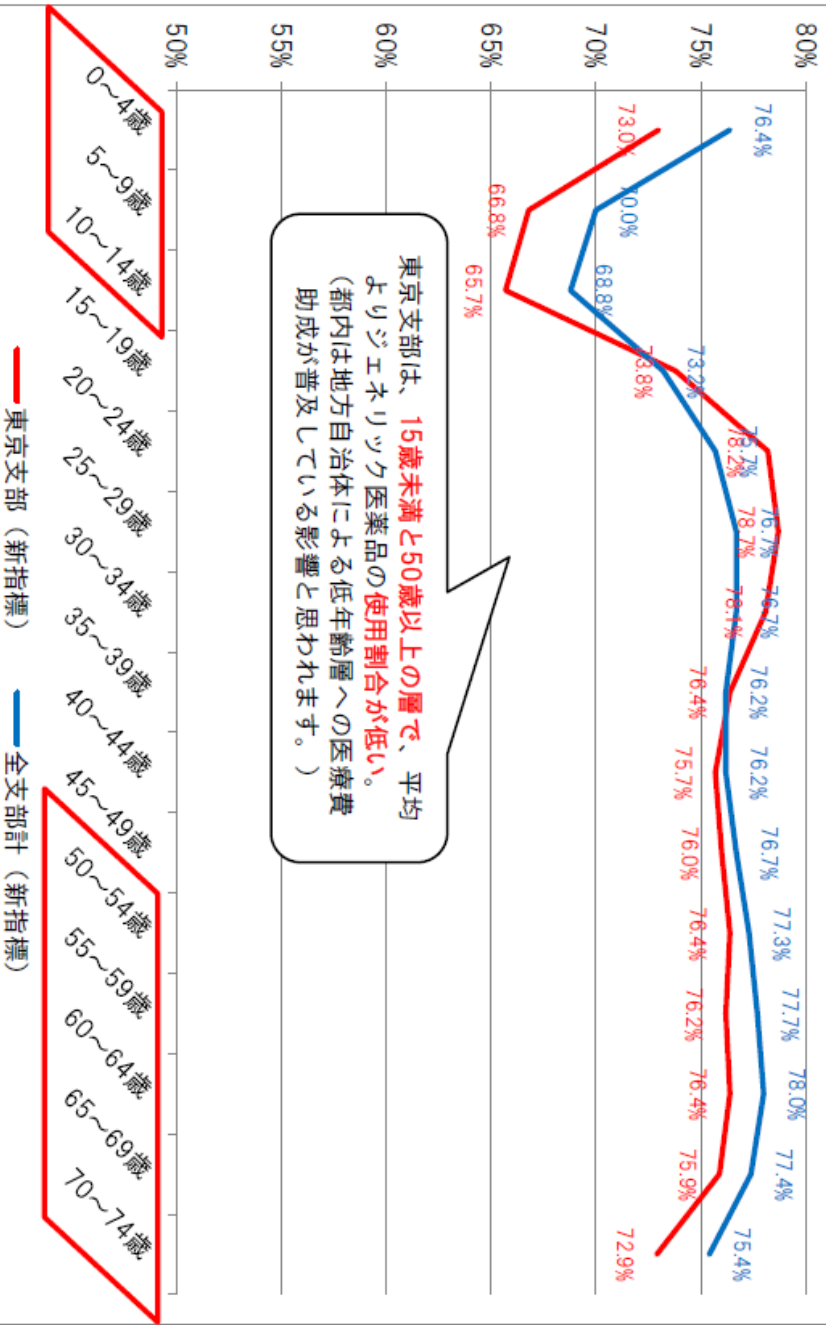 80%
75%
70%
65%
60%
55%
50%
76.4%
70.0%
68.8%
73.2%
75.7%
76.7%
76.7%
76.2%
76.2%
76.7%
77.3%
77.7%
78.0%
77.4%
75.4%
73.0%
66.8%
65.7%
73.8%
78.2%
78.7%
78.1%
76.4%
75.7%
76.0%
76.4%
76.2%
76.4%
75.9%
72.9%
東京支部は、15歳未満と50歳以上の層で、平均
よりジェネリック医薬品の使用割合が低い。
(都内は地方自治体による低年齢層への医療費
助成が普及している影響と思われます。)
0～4歳
5～9歳
10～14歳
15～19歳
20～24歳
25～29歳
30～34歳
35～39歳
40～44歳
45～49歳
50～54歳
55～59歳
60～64歳
65～69歳
70～74歳
東京支部(新指標)
全支部計(新指標)